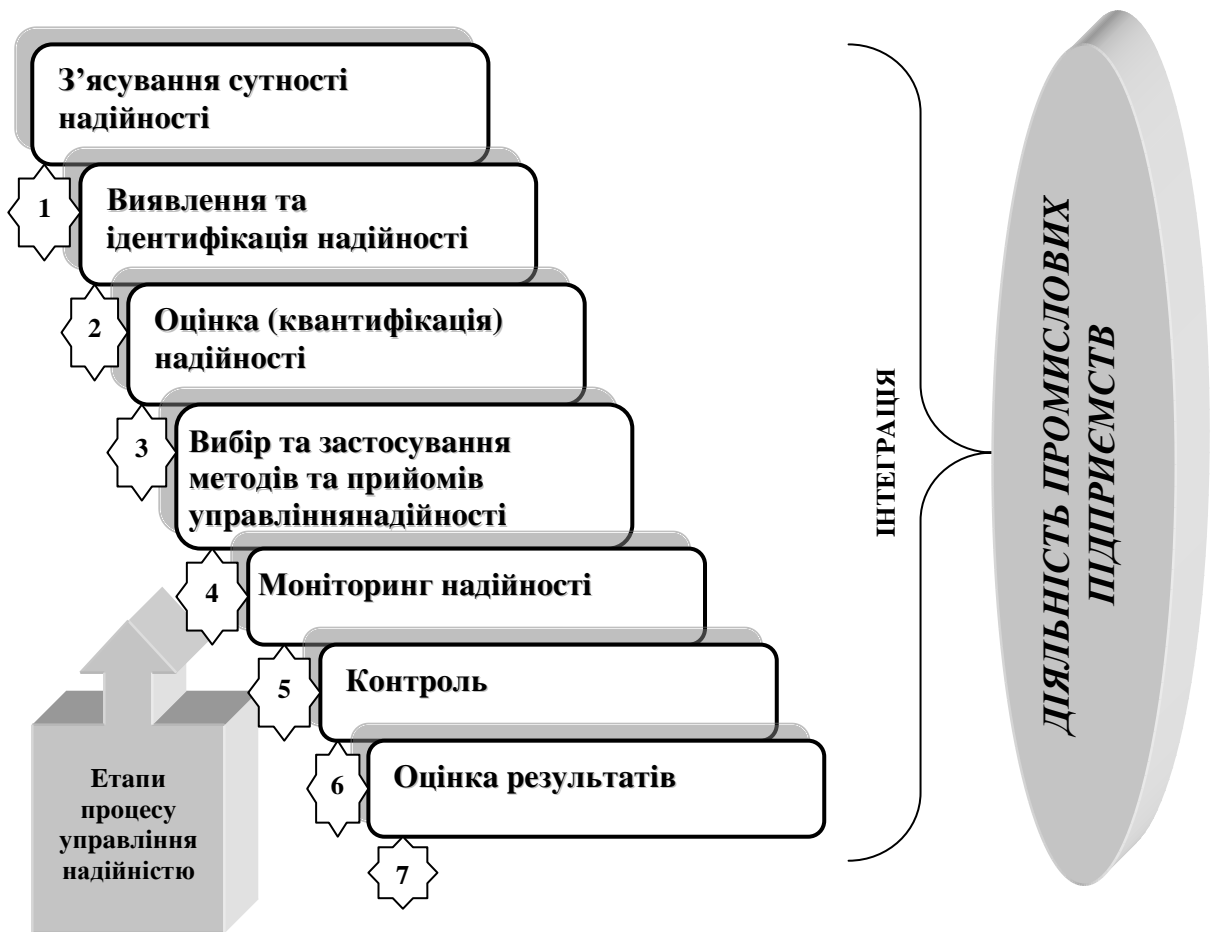 З’ясування сутності
надійності
1
Виявлення та
ідентифікація надійності
2
Оцінка (квантифікація)
надійності
3
Вибір та застосування
методів та прийомів
управліннянадійності
4
Моніторинг надійності
5
Контроль
6
Оцінка результатів
7
Етапи
процесу
управління
надійністю
ІНТЕГРАЦІЯ
ДІЯЛЬНІСТЬ ПРОМИСЛОВИХ
ПІДПРИЄМСТВ